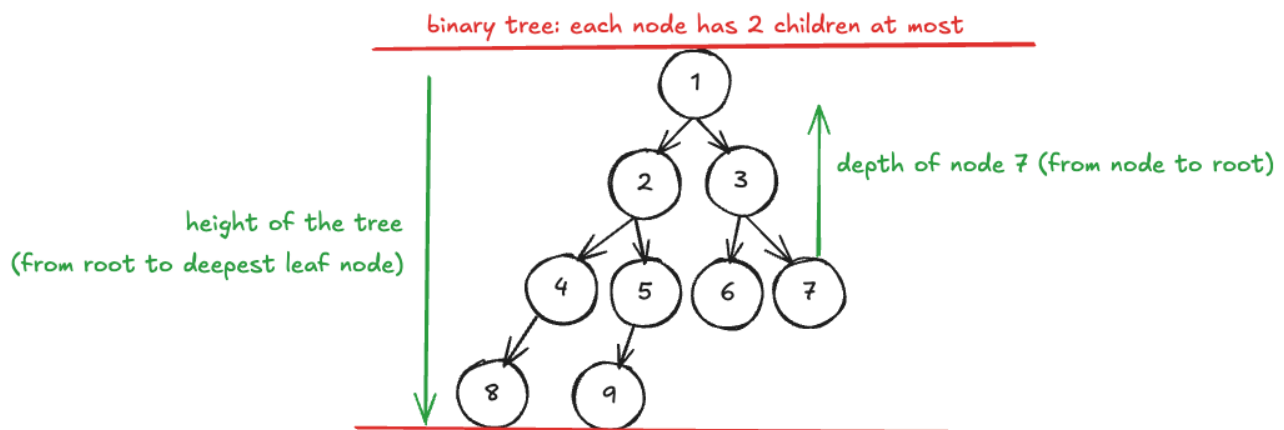 binary tree: each node has 2 children at most
1
2
3
depth of node 7 (from node to root)
height of the tree
(from root to deepest leaf node)
4
5
6
7
8
9